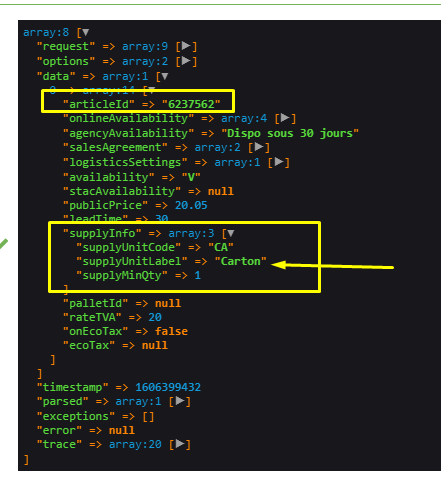 array:8 [▼
"request" => array:9 [▶]
"options" => array:2 [▶]
"data" => array:1 [▼
0 => array:14 [▼
"articleId" => "6237562"
"onlineAvailability" => array:4 [▶]
"agencyAvailability" => "Dispo sous 30 jours"
"salesAgreement" => array:2 [▶]
"logisticsSettings" => array:1 [▶]
"availability" => "V"
"stacAvailability" => null
"publicPrice" => 20.05
"leadTime" => 30
"supplyInfo" => array:3 [▼
"supplyUnitCode" => "CA"
"supplyUnitLabel" => "Carton"
"supplyMinQty" => 1
]
"palletId" => null
"rateTVA" => 20
"onEcoTax" => false
"ecoTax" => null
]
]
"timestamp" => 1606399432
"parsed" => array:1 [▶]
"exceptions" => []
"error" => null
"trace" => array:20 [▶]
]